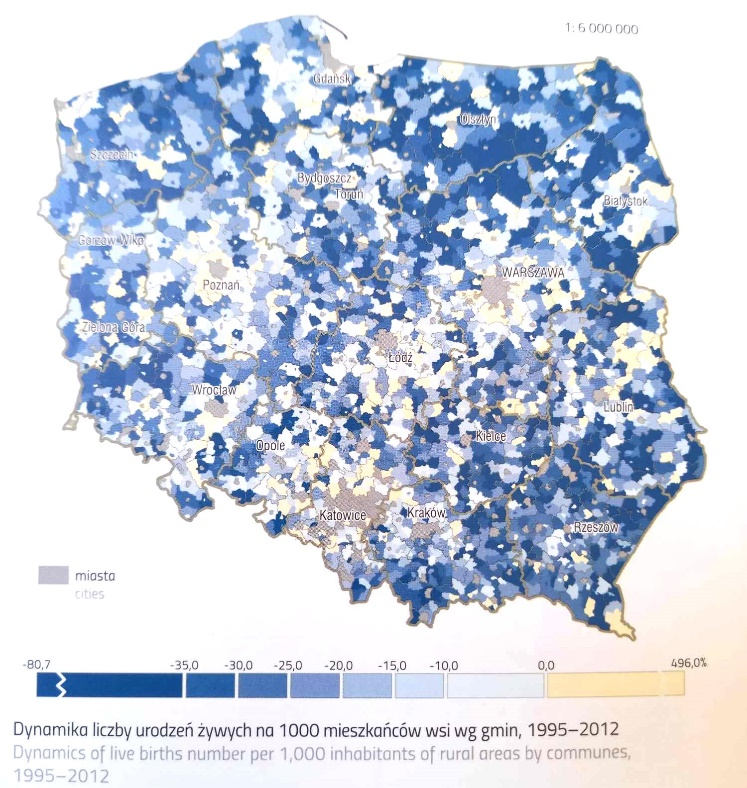 1: 6 000 000
Gdańsk
Olsztyn
Szczecin
Bydgoszcz
Toruń
Białystok
Gorzów Wlkp.
WARSZAWA
Poznań
Zielona Góra
Łódź
Wrocław
Lublin
Opole
Kielce
Katowice
Kraków
Rzeszów
miasta
cities
-80,7 -35,0 -30,0 -25,0 -20,0 -15,0 -10,0 0,0 496,0%
Dynamika liczby urodzeń żywych na 1000 mieszkańców wsi wg gmin, 1995–2012
Dynamics of live births number per 1,000 inhabitants of rural areas by communes,
1995–2012